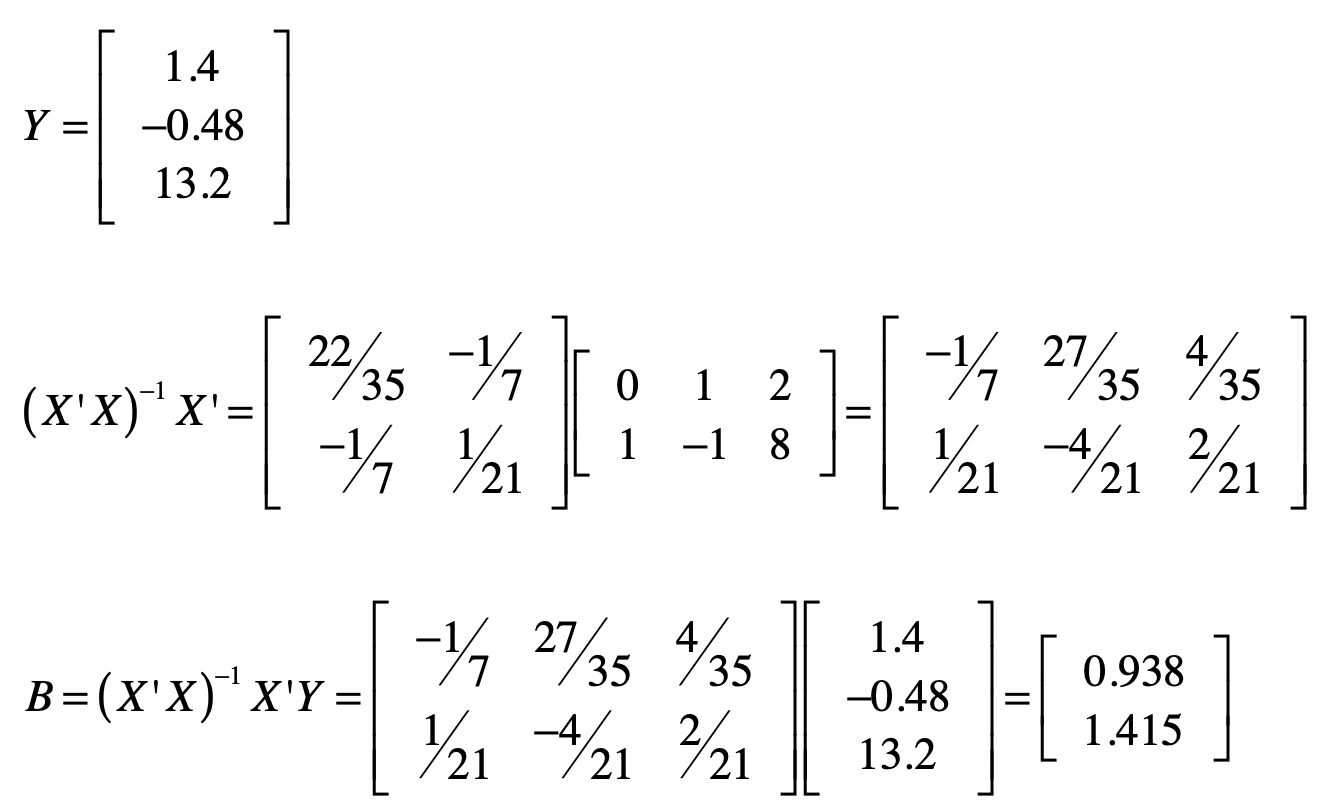 Y = [ 1.4
−0.48
13.2 ]
(X'X)⁻¹ X' = [ 22/35 −1/7
−1/7 1/21 ] [ 0 1 2
1 −1 8 ] = [ −1/7 27/35 4/35
1/21 −4/21 2/21 ]
B = (X'X)⁻¹ X'Y = [ −1/7 27/35 4/35
1/21 −4/21 2/21 ] [ 1.4
−0.48
13.2 ] = [ 0.938
1.415 ]